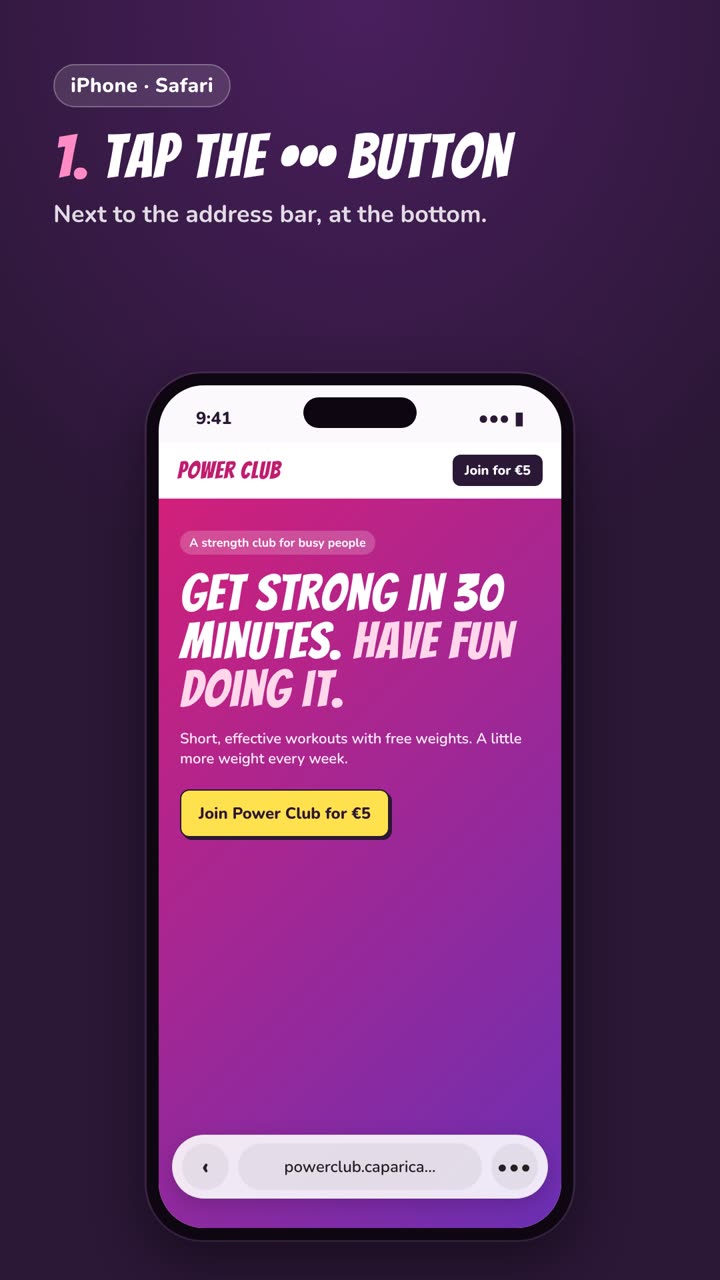 iPhone · Safari
1. TAP THE ••• BUTTON
Next to the address bar, at the bottom.
9:41
POWER CLUB
Join for €5
A strength club for busy people
GET STRONG IN 30
MINUTES. HAVE FUN
DOING IT.
Short, effective workouts with free weights. A little
more weight every week.
Join Power Club for €5
powerclub.caparica...